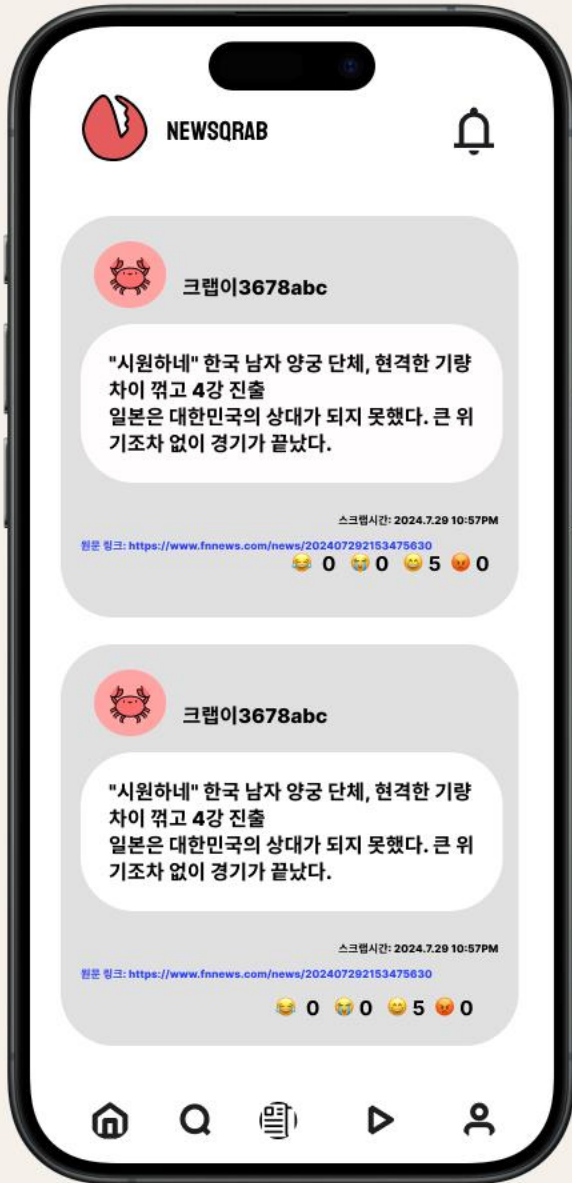 NEWSQRAB
크랩이3678abc
"시원하네" 한국 남자 양궁 단체, 현격한 기량
차이 꺾고 4강 진출
일본은 대한민국의 상대가 되지 못했다. 큰 위
기조차 없이 경기가 끝났다.
스크랩시간: 2024.7.29 10:57PM
원문 링크: https://www.fnnews.com/news/202407292153475630
😂 0 😭 0 😊 5 😡 0
크랩이3678abc
"시원하네" 한국 남자 양궁 단체, 현격한 기량
차이 꺾고 4강 진출
일본은 대한민국의 상대가 되지 못했다. 큰 위
기조차 없이 경기가 끝났다.
스크랩시간: 2024.7.29 10:57PM
원문 링크: https://www.fnnews.com/news/202407292153475630
😂 0 😭 0 😊 5 😡 0